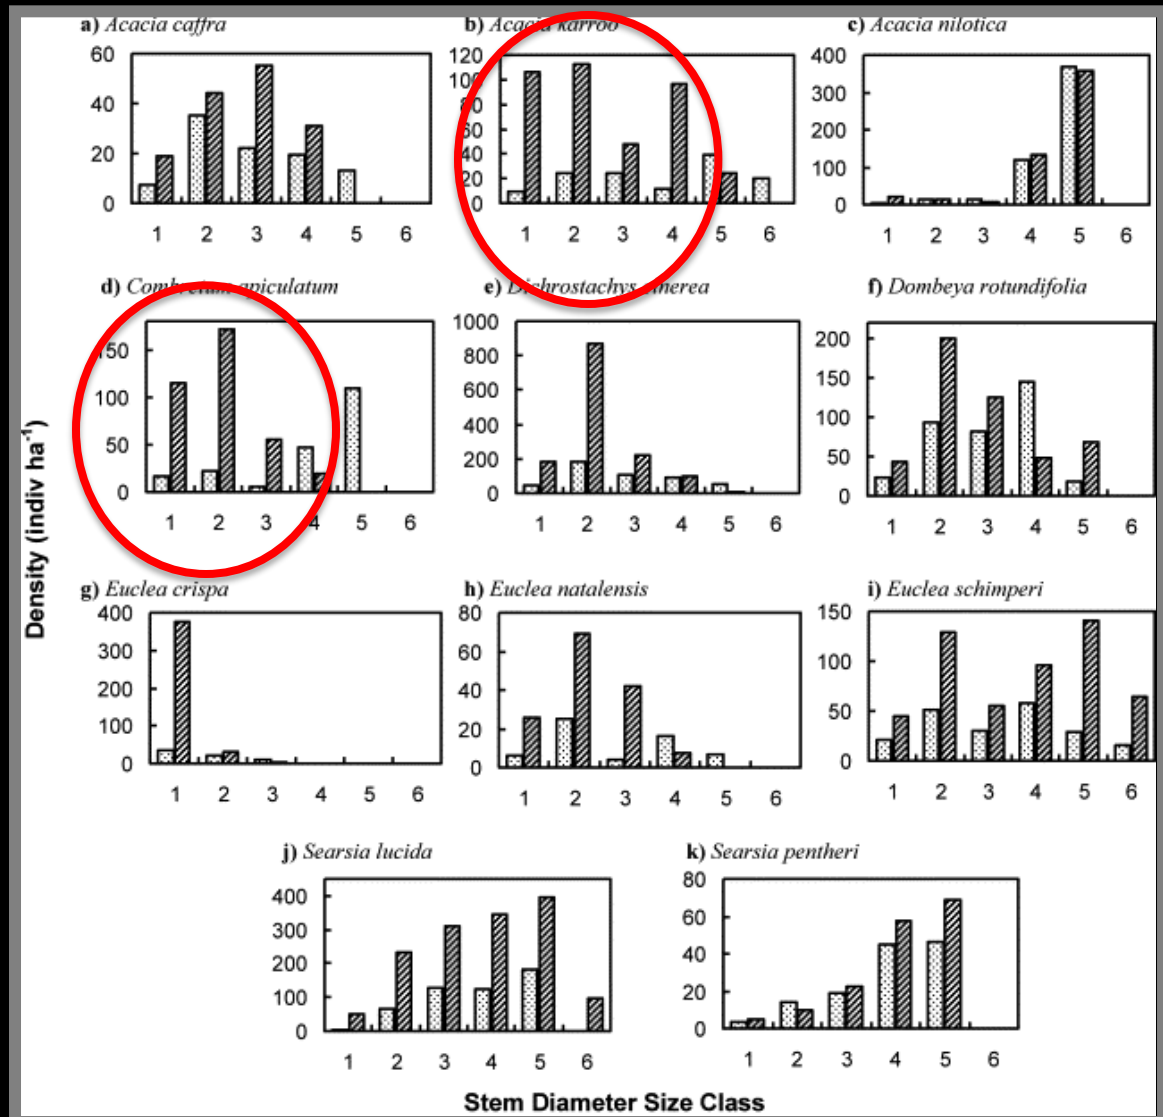 a) Acacia caffra
b) Acacia karroo
c) Acacia nilotica
60
40
20
0
1 2 3 4 5 6
120
100
80
60
40
20
0
1 2 3 4 5 6
400
300
200
100
0
1 2 3 4 5 6
d) Combretum apiculatum
e) Dichrostachys cinerea
f) Dombeya rotundifolia
150
100
50
0
1 2 3 4 5 6
1000
800
600
400
200
0
1 2 3 4 5 6
200
150
100
50
0
1 2 3 4 5 6
Density (indiv ha⁻¹)
g) Euclea crispa
h) Euclea natalensis
i) Euclea schimperi
400
300
200
100
0
1 2 3 4 5 6
80
60
40
20
0
1 2 3 4 5 6
150
100
50
0
1 2 3 4 5 6
j) Searsia lucida
k) Searsia pentheri
400
300
200
100
0
1 2 3 4 5 6
80
60
40
20
0
1 2 3 4 5 6
Stem Diameter Size Class